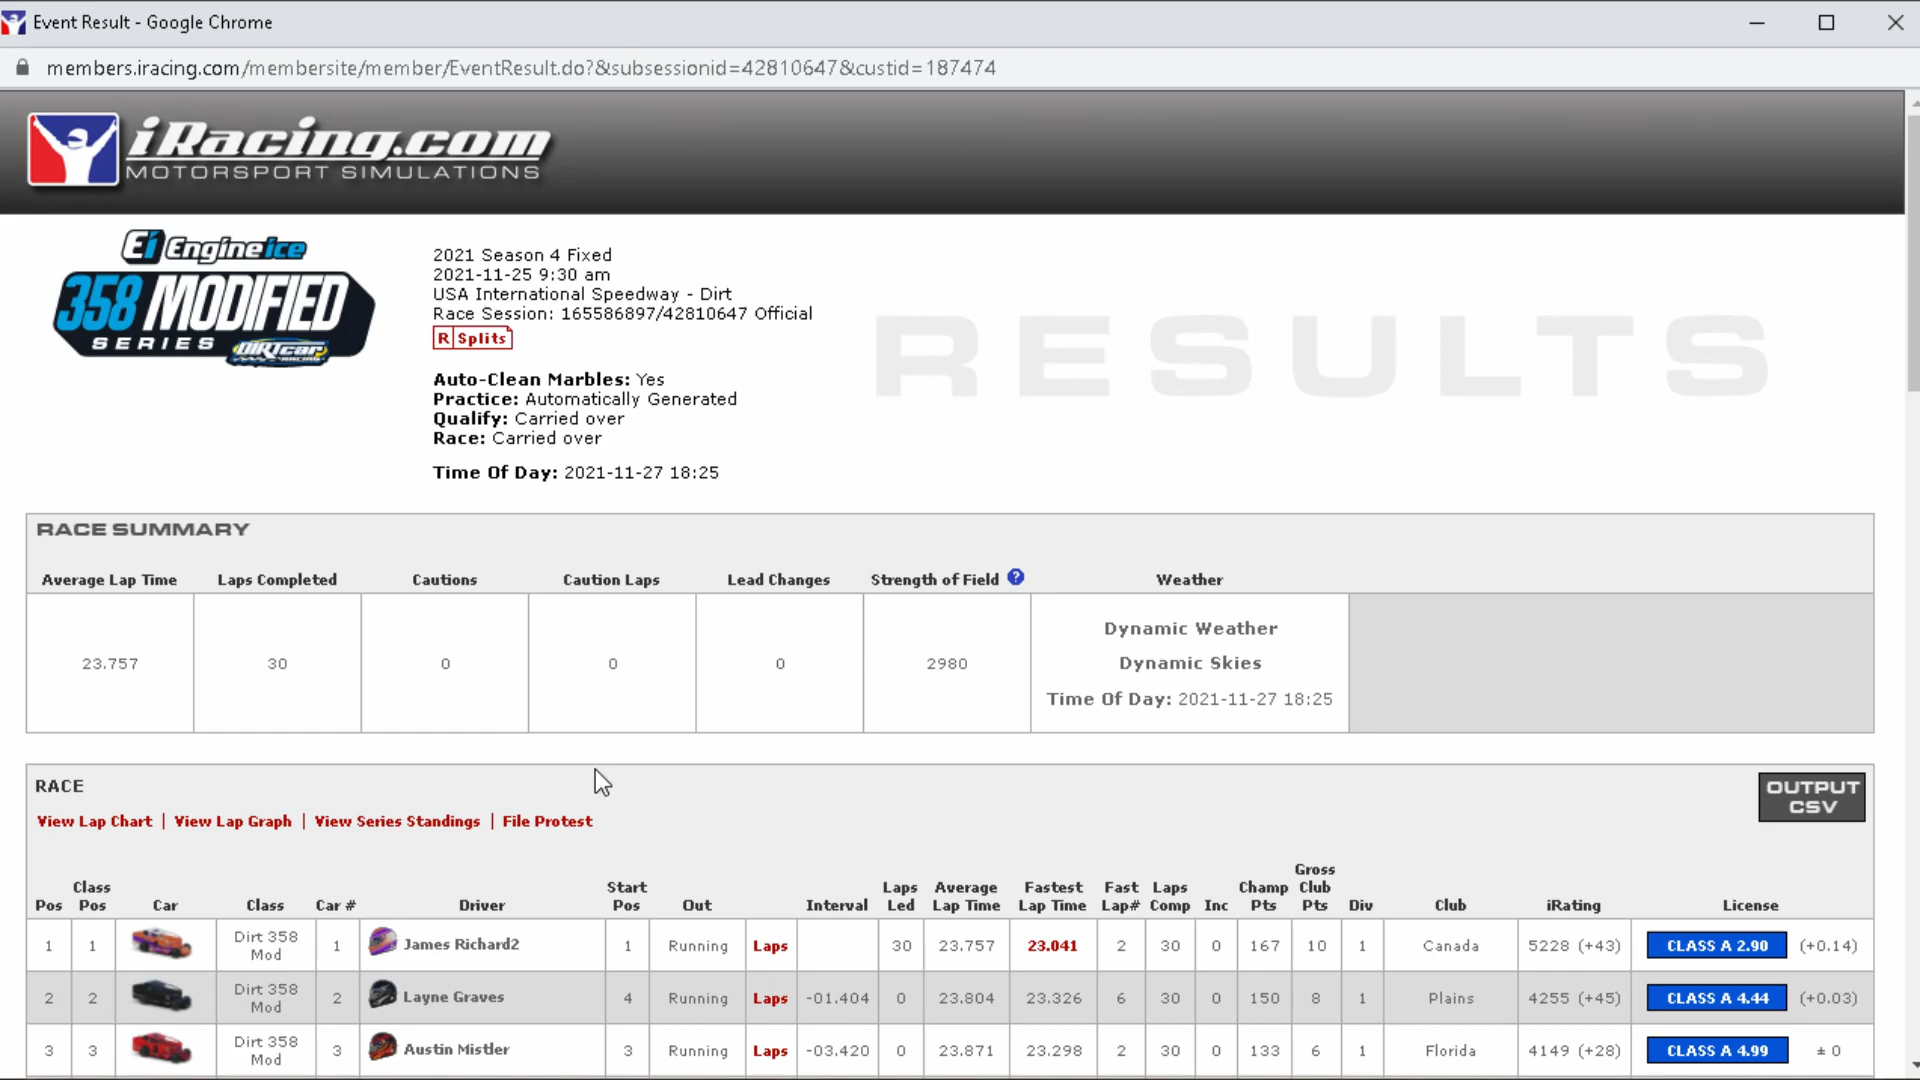 Event Result - Google Chrome
members.iracing.com/membersite/member/EventResult.do?&subsessionid=42810647&custid=187474
iRacing.com
MOTORSPORT SIMULATIONS
Ei Engine ice
358 MODIFIED
SERIES DIRTcar RACING
2021 Season 4 Fixed
2021-11-25 9:30 am
USA International Speedway - Dirt
Race Session: 165586897/42810647 Official
R Splits
RESULTS
Auto-Clean Marbles: Yes
Practice: Automatically Generated
Qualify: Carried over
Race: Carried over
Time Of Day: 2021-11-27 18:25
RACE SUMMARY
Average Lap Time Laps Completed Cautions Caution Laps Lead Changes Strength of Field ? Weather
23.757 30 0 0 0 2980
Dynamic Weather
Dynamic Skies
Time Of Day: 2021-11-27 18:25
RACE
OUTPUT CSV
View Lap Chart | View Lap Graph | View Series Standings | File Protest
Pos Class Pos Car Class Car # Driver Start Pos Out Interval Laps Led Average Lap Time Fastest Lap Time Fast Lap# Laps Comp Inc Champ Pts Gross Club Pts Div Club iRating License
1 1 Dirt 358 Mod 1 James Richard2 1 Running Laps 30 23.757 23.041 2 30 0 167 10 1 Canada 5228 (+43) CLASS A 2.90 (+0.14)
2 2 Dirt 358 Mod 2 Layne Graves 4 Running Laps -01.404 0 23.804 23.326 6 30 0 150 8 1 Plains 4255 (+45) CLASS A 4.44 (+0.03)
3 3 Dirt 358 Mod 3 Austin Mistler 3 Running Laps -03.420 0 23.871 23.298 2 30 0 133 6 1 Florida 4149 (+28) CLASS A 4.99 ± 0